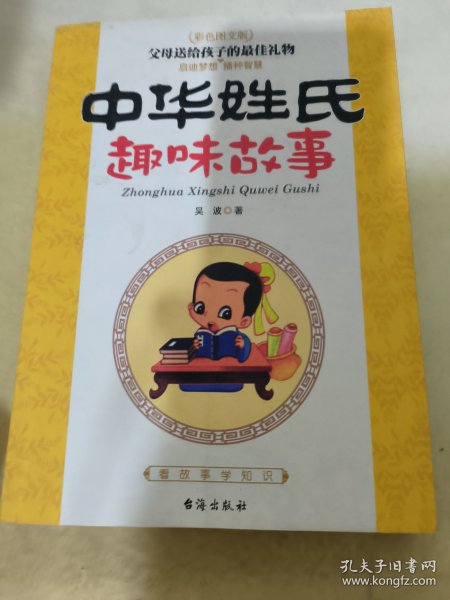 （彩色图文版）
父母送给孩子的最佳礼物
启迪梦想 播种智慧
中华姓氏
趣味故事
Zhonghua Xingshi Quwei Gushi
吴 波◎著
看故事学知识
台海出版社
孔夫子旧书网
www.kongfz.com